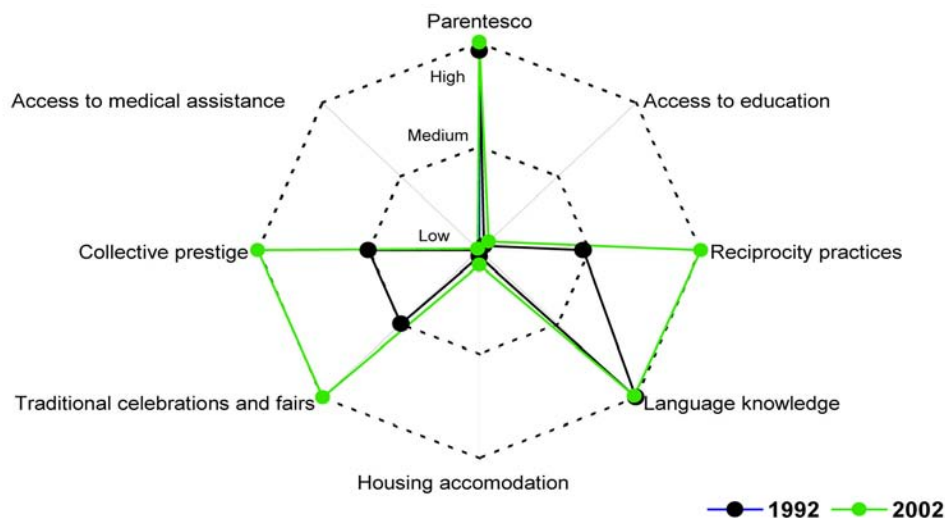 Parentesco
High
Access to medical assistance
Access to education
Medium
Low
Collective prestige
Reciprocity practices
Traditional celebrations and fairs
Language knowledge
Housing accomodation
1992
2002